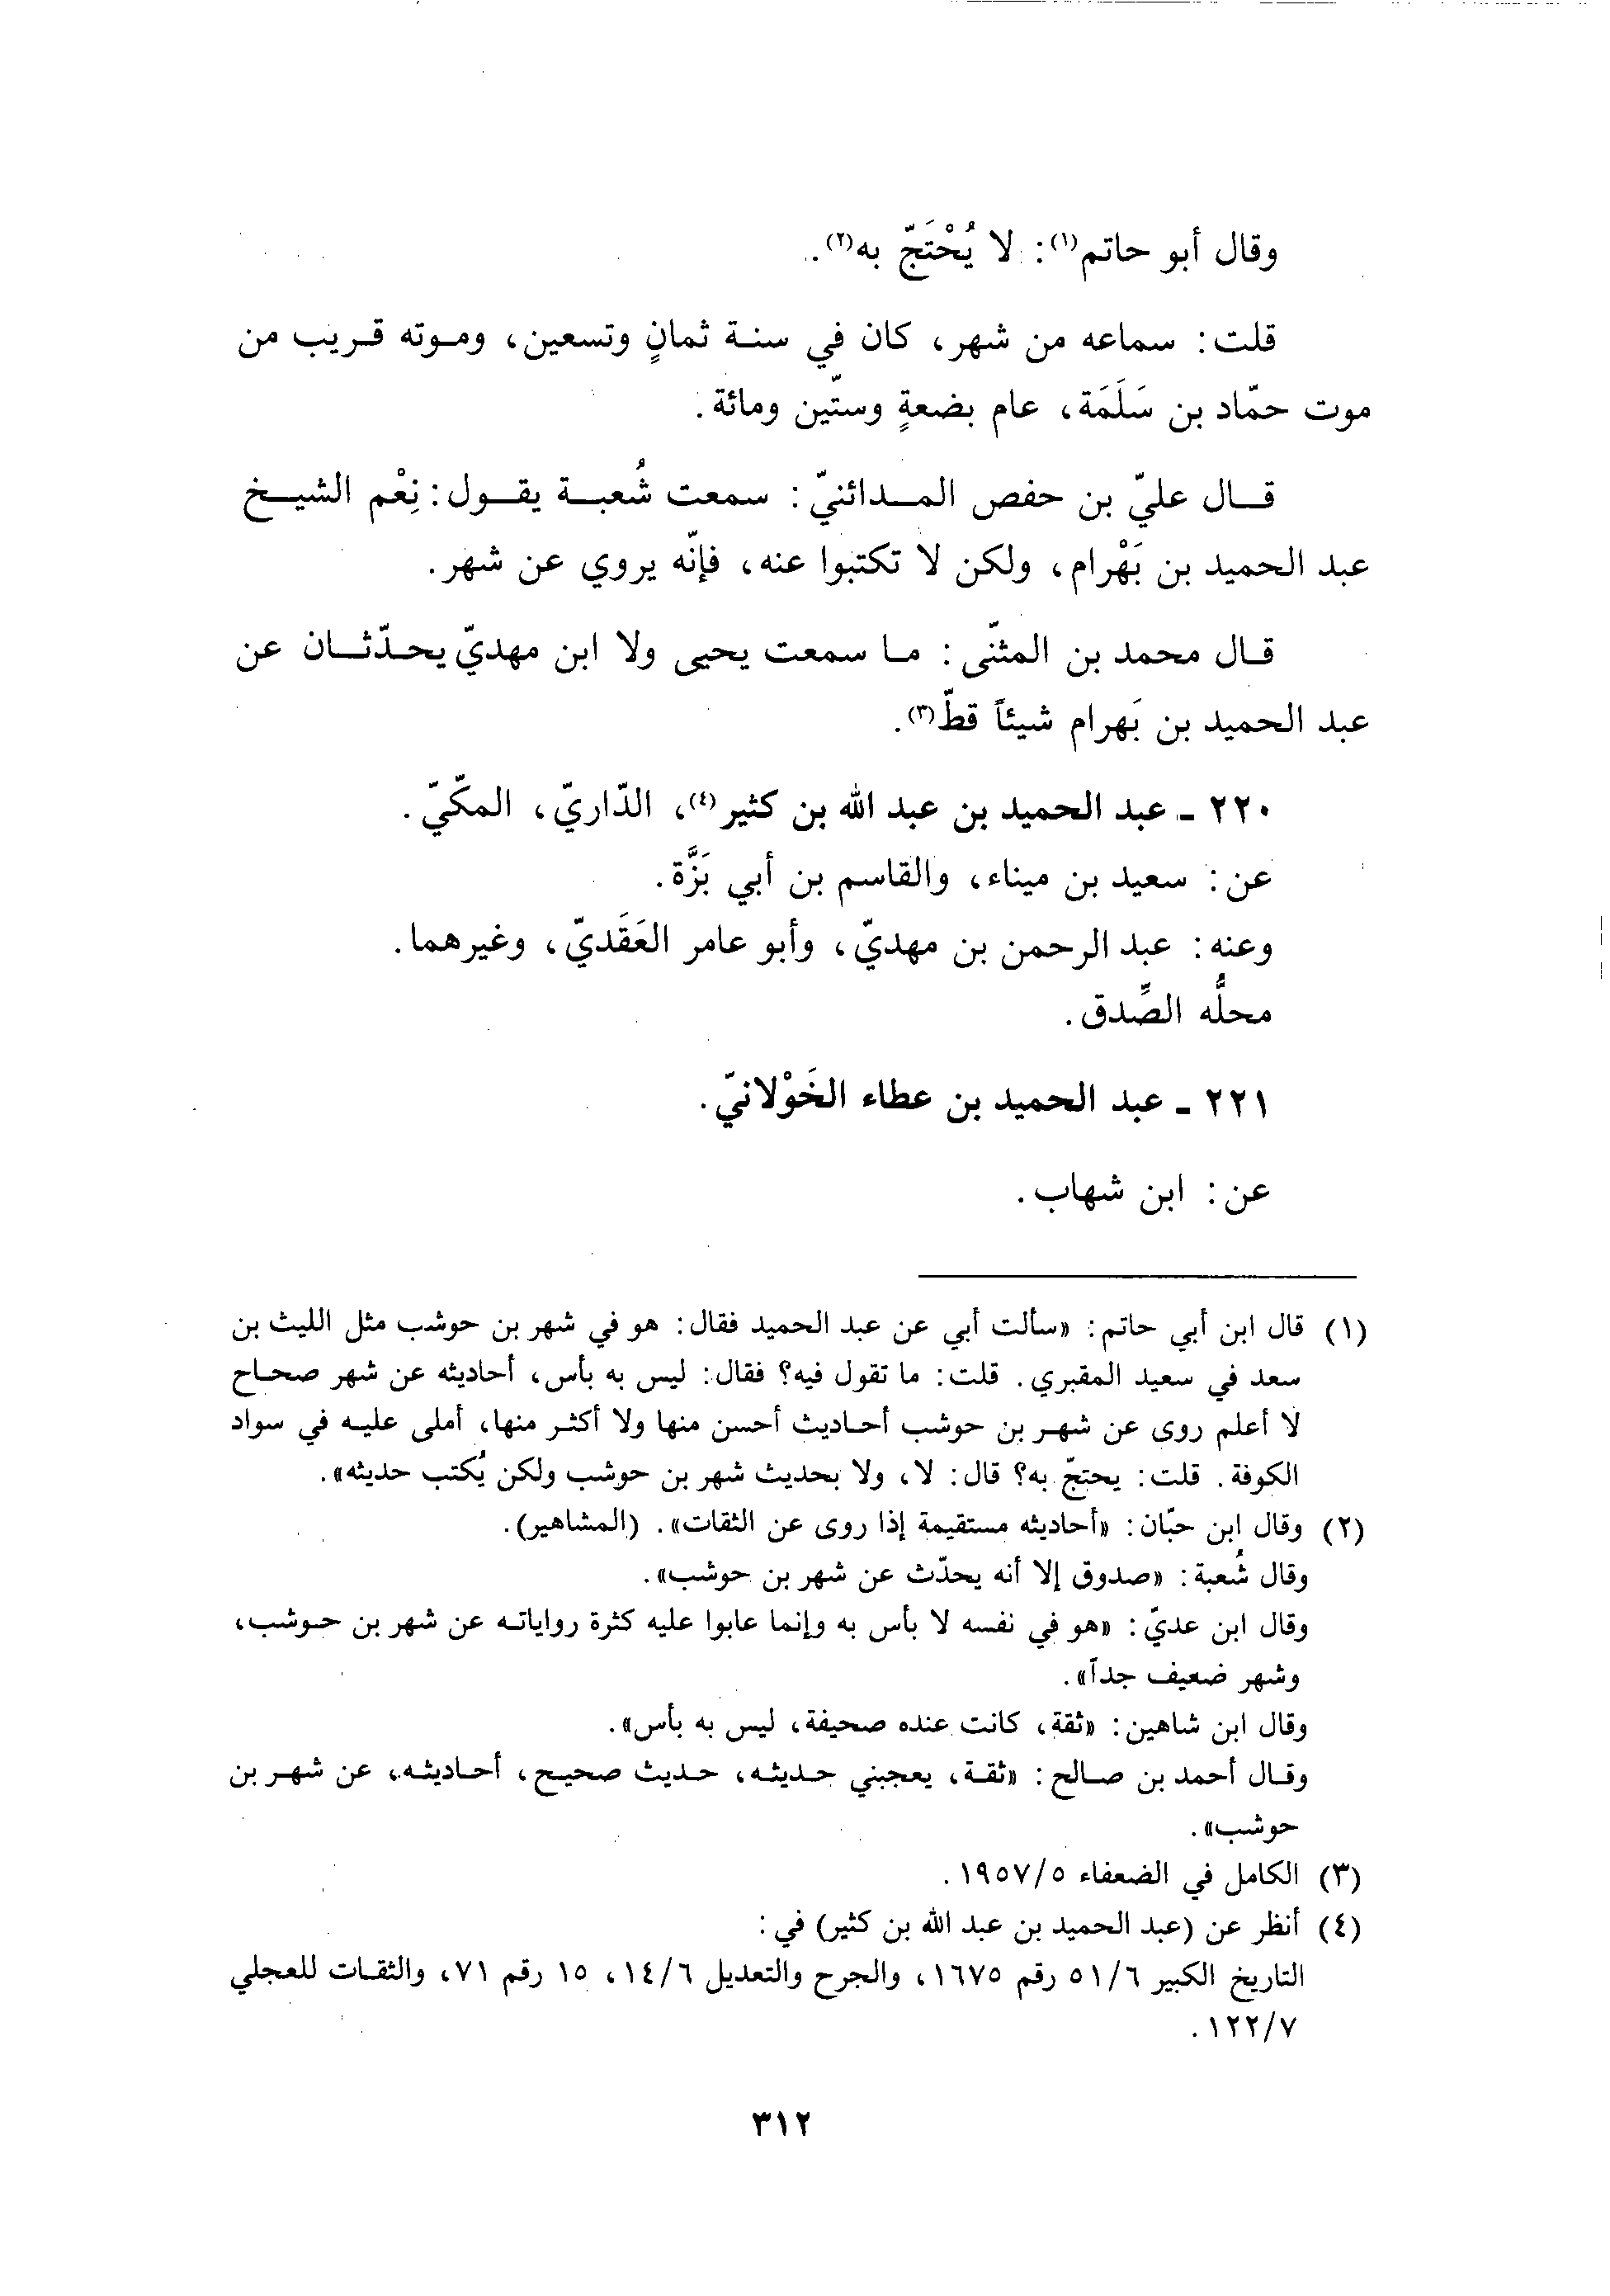 وقال أبو حاتم(١): لا يُحْتَجّ به(٢).
قلت: سماعه من شهر، كان في سنة ثمانٍ وتسعين، وموته قريب من
موت حمّاد بن سَلَمَة، عام بضعةٍ وستّين ومائة.
قال عليّ بن حفص المدائنيّ: سمعت شُعبة يقول: نِعْم الشيخ
عبد الحميد بن بَهْرام، ولكن لا تكتبوا عنه، فإنّه يروي عن شهر.
قال محمد بن المثنّى: ما سمعت يحيى ولا ابن مهديّ يحدّثان عن
عبد الحميد بن بَهرام شيئاً قطّ(٣).
٢٢٠ ـ عبد الحميد بن عبد الله بن كثير(٤)، الدّاريّ، المكّيّ.
عن: سعيد بن ميناء، والقاسم بن أبي بَزَّة.
وعنه: عبد الرحمن بن مهديّ، وأبو عامر العَقَديّ، وغيرهما.
محلُّه الصِّدق.
٢٢١ ـ عبد الحميد بن عطاء الخَوْلانيّ.
عن: ابن شهاب.
(١) قال ابن أبي حاتم: «سألت أبي عن عبد الحميد فقال: هو في شهر بن حوشب مثل الليث بن
سعد في سعيد المقبري. قلت: ما تقول فيه؟ فقال: ليس به بأس، أحاديثه عن شهر صحاح
لا أعلم روى عن شهر بن حوشب أحاديث أحسن منها ولا أكثر منها، أملى عليه في سواد
الكوفة. قلت: يحتجّ به؟ قال: لا، ولا بحديث شهر بن حوشب ولكن يُكتب حديثه».
(٢) وقال ابن حبّان: «أحاديثه مستقيمة إذا روى عن الثقات». (المشاهير).
وقال شُعبة: «صدوق إلا أنه يحدّث عن شهر بن حوشب».
وقال ابن عديّ: «هو في نفسه لا بأس به وإنما عابوا عليه كثرة رواياته عن شهر بن حوشب،
وشهر ضعيف جداً».
وقال ابن شاهين: «ثقة، كانت عنده صحيفة، ليس به بأس».
وقال أحمد بن صالح: «ثقة، يعجبني حديثه، حديث صحيح، أحاديثه، عن شهر بن
حوشب».
(٣) الكامل في الضعفاء ١٩٥٧/٥.
(٤) أنظر عن (عبد الحميد بن عبد الله بن كثير) في:
التاريخ الكبير ٥١/٦ رقم ١٦٧٥، والجرح والتعديل ١٤/٦، ١٥ رقم ٧١، والثقات للعجلي
١٢٢/٧.
٣١٢